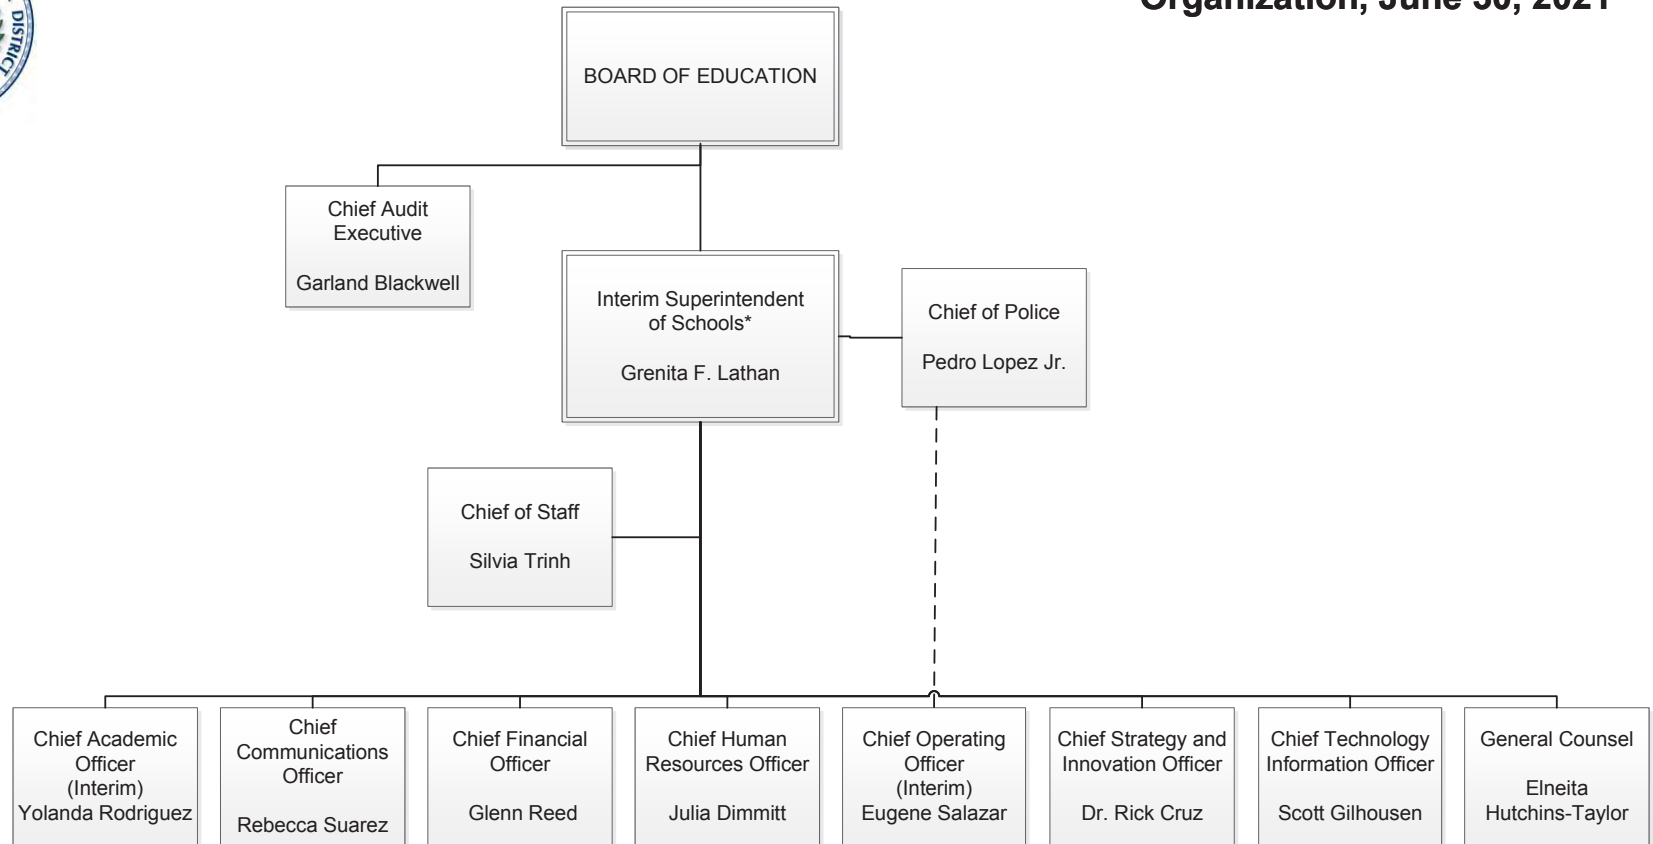 Organization, June 30, 2021
DISTRICT
BOARD OF EDUCATION
Chief Audit
Executive
Garland Blackwell
Interim Superintendent
of Schools*
Grenita F. Lathan
Chief of Police
Pedro Lopez Jr.
Chief of Staff
Silvia Trinh
Chief Academic
Officer
(Interim)
Yolanda Rodriguez
Chief
Communications
Officer
Rebecca Suarez
Chief Financial
Officer
Glenn Reed
Chief Human
Resources Officer
Julia Dimmitt
Chief Operating
Officer
(Interim)
Eugene Salazar
Chief Strategy and
Innovation Officer
Dr. Rick Cruz
Chief Technology
Information Officer
Scott Gilhousen
General Counsel
Elneita
Hutchins-Taylor